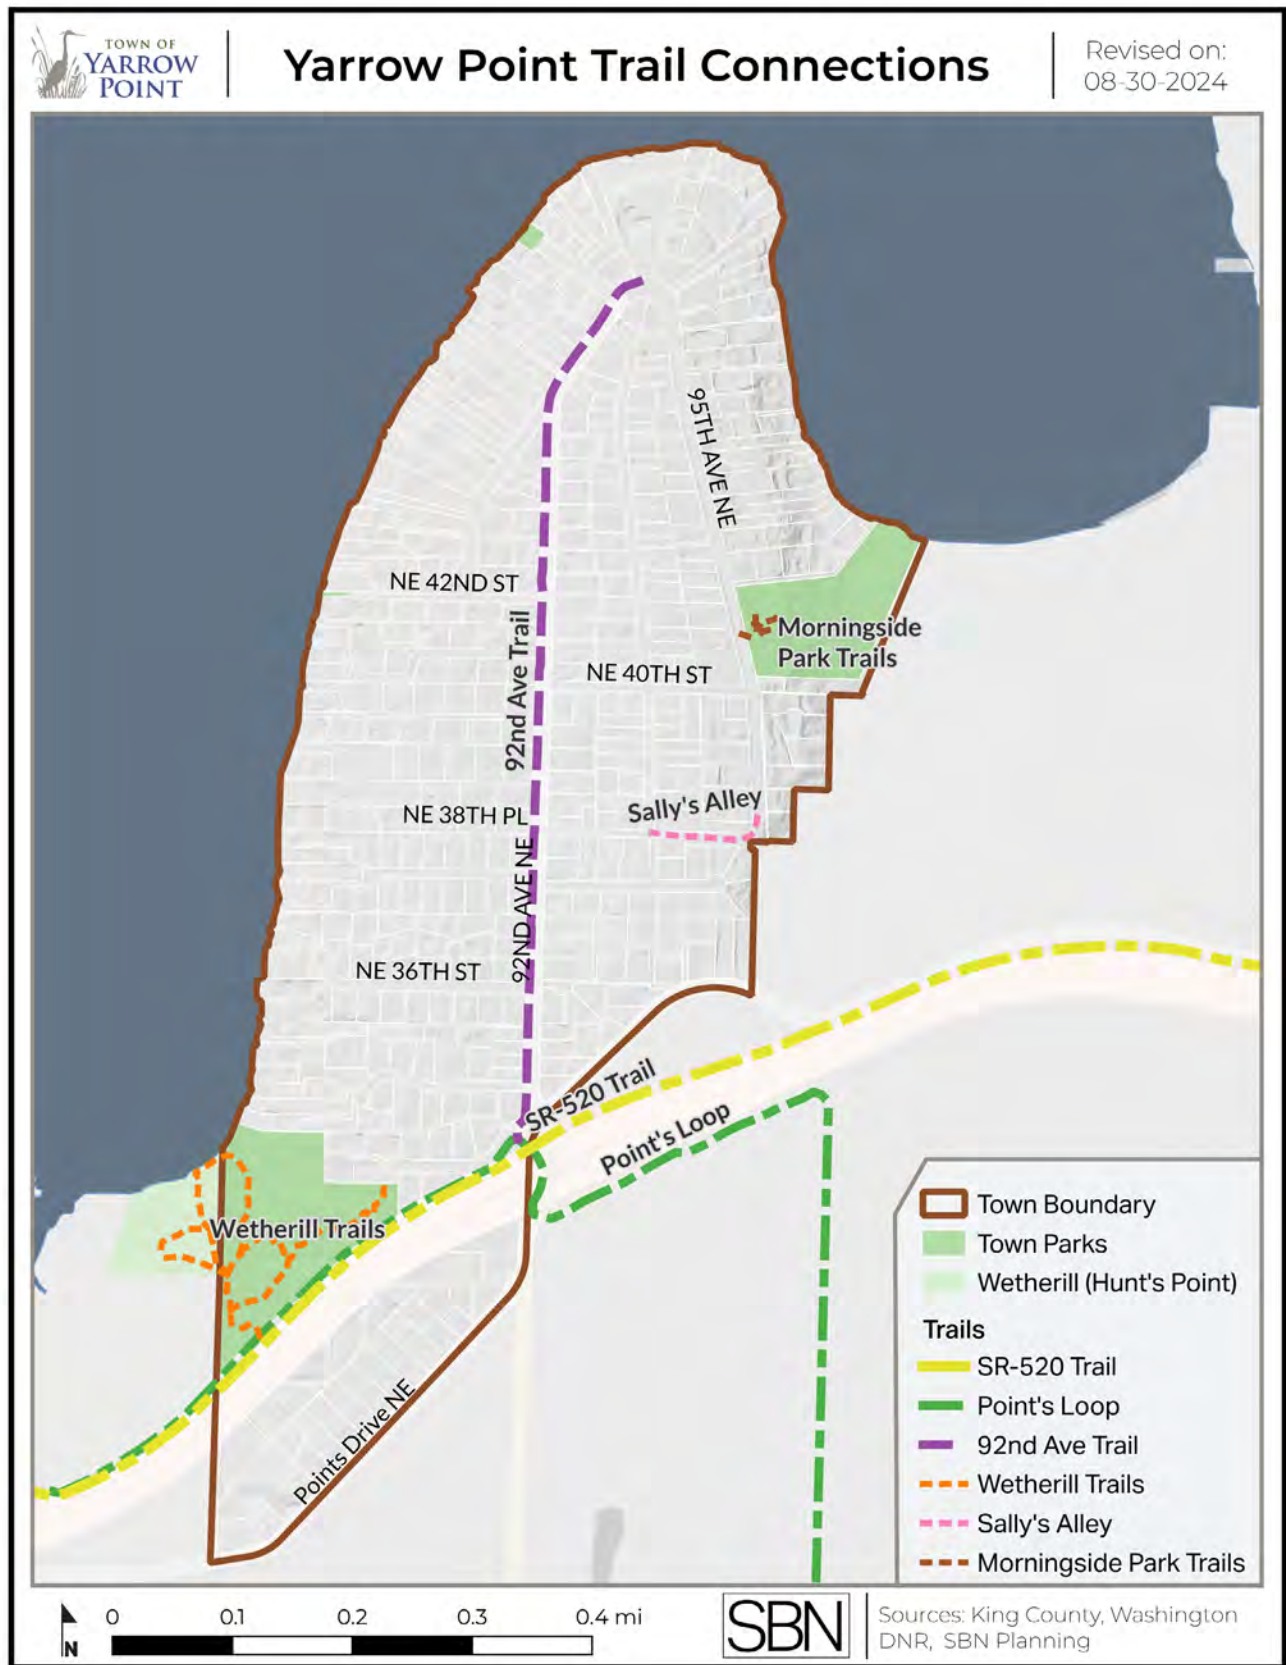 TOWN OF
YARROW
POINT
Yarrow Point Trail Connections
Revised on:
08-30-2024
95TH AVE NE
NE 42ND ST
92nd Ave Trail
Morningside
Park Trails
NE 40TH ST
Sally's Alley
NE 38TH PL
92ND AVE NE
NE 36TH ST
SR-520 Trail
Point's Loop
Wetherill Trails
Points Drive NE
Town Boundary
Town Parks
Wetherill (Hunt's Point)
Trails
SR-520 Trail
Point's Loop
92nd Ave Trail
Wetherill Trails
Sally's Alley
Morningside Park Trails
N
0 0.1 0.2 0.3 0.4 mi
SBN
Sources: King County, Washington
DNR, SBN Planning